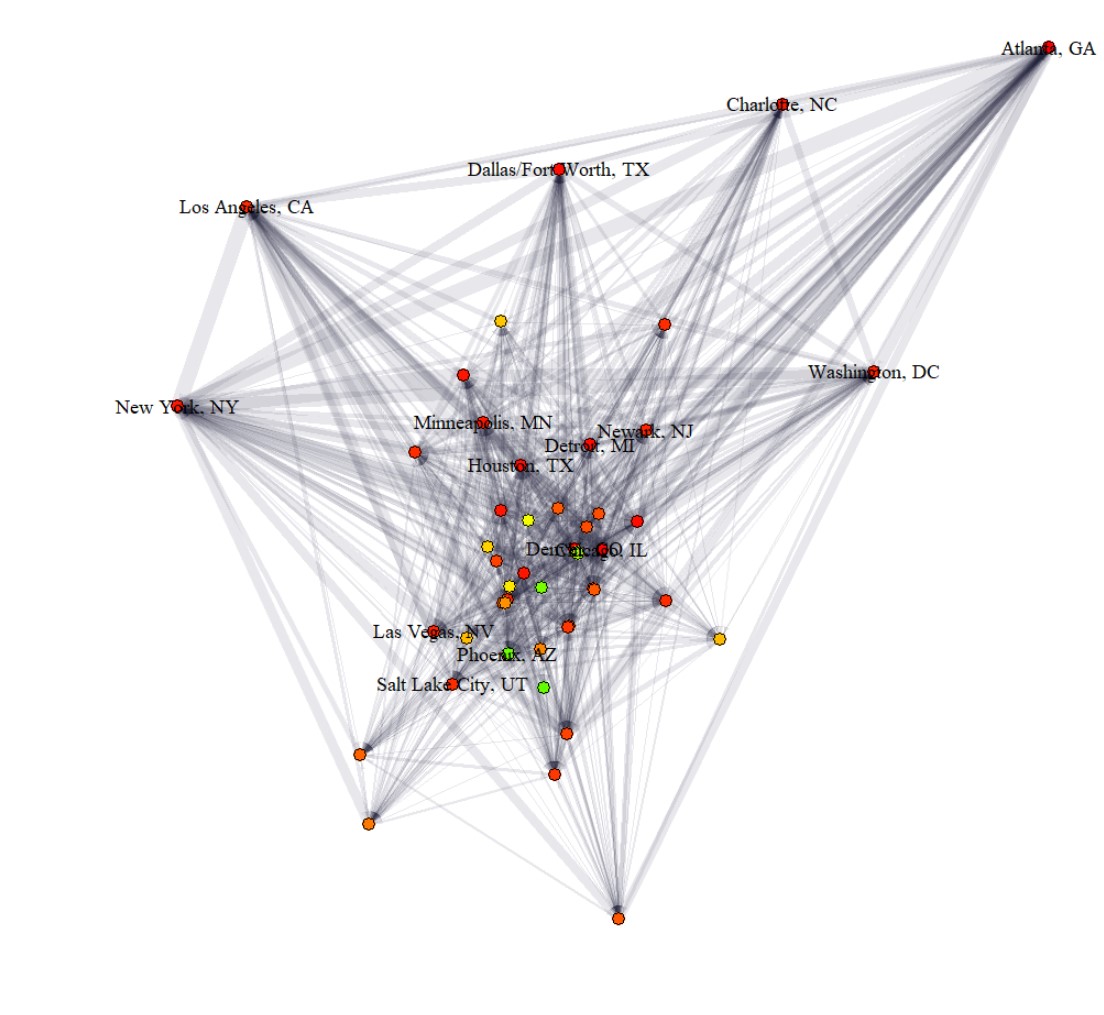 Atlanta, GA
Charlotte, NC
Dallas/Fort Worth, TX
Los Angeles, CA
Washington, DC
New York, NY
Minneapolis, MN
Newark, NJ
Detroit, MI
Houston, TX
Denver, CO
Chicago, IL
Las Vegas, NV
Phoenix, AZ
Salt Lake City, UT